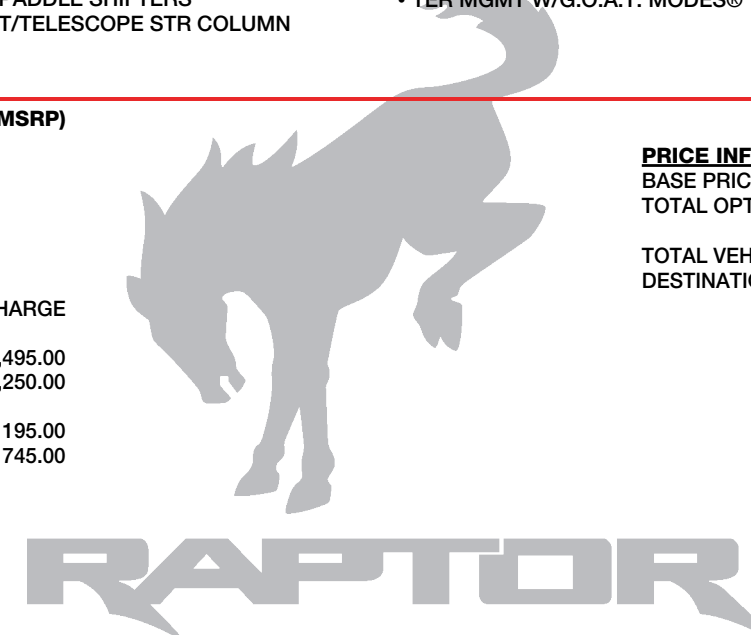 PADDLE SHIFTERS
T/TELESCOPE STR COLUMN
• TER MGMT W/G.O.A.T. MODES®
MSRP)
HARGE
,495.00
,250.00
195.00
745.00
PRICE INF
BASE PRIC
TOTAL OPT
TOTAL VEH
DESTINATI
RAPTOR